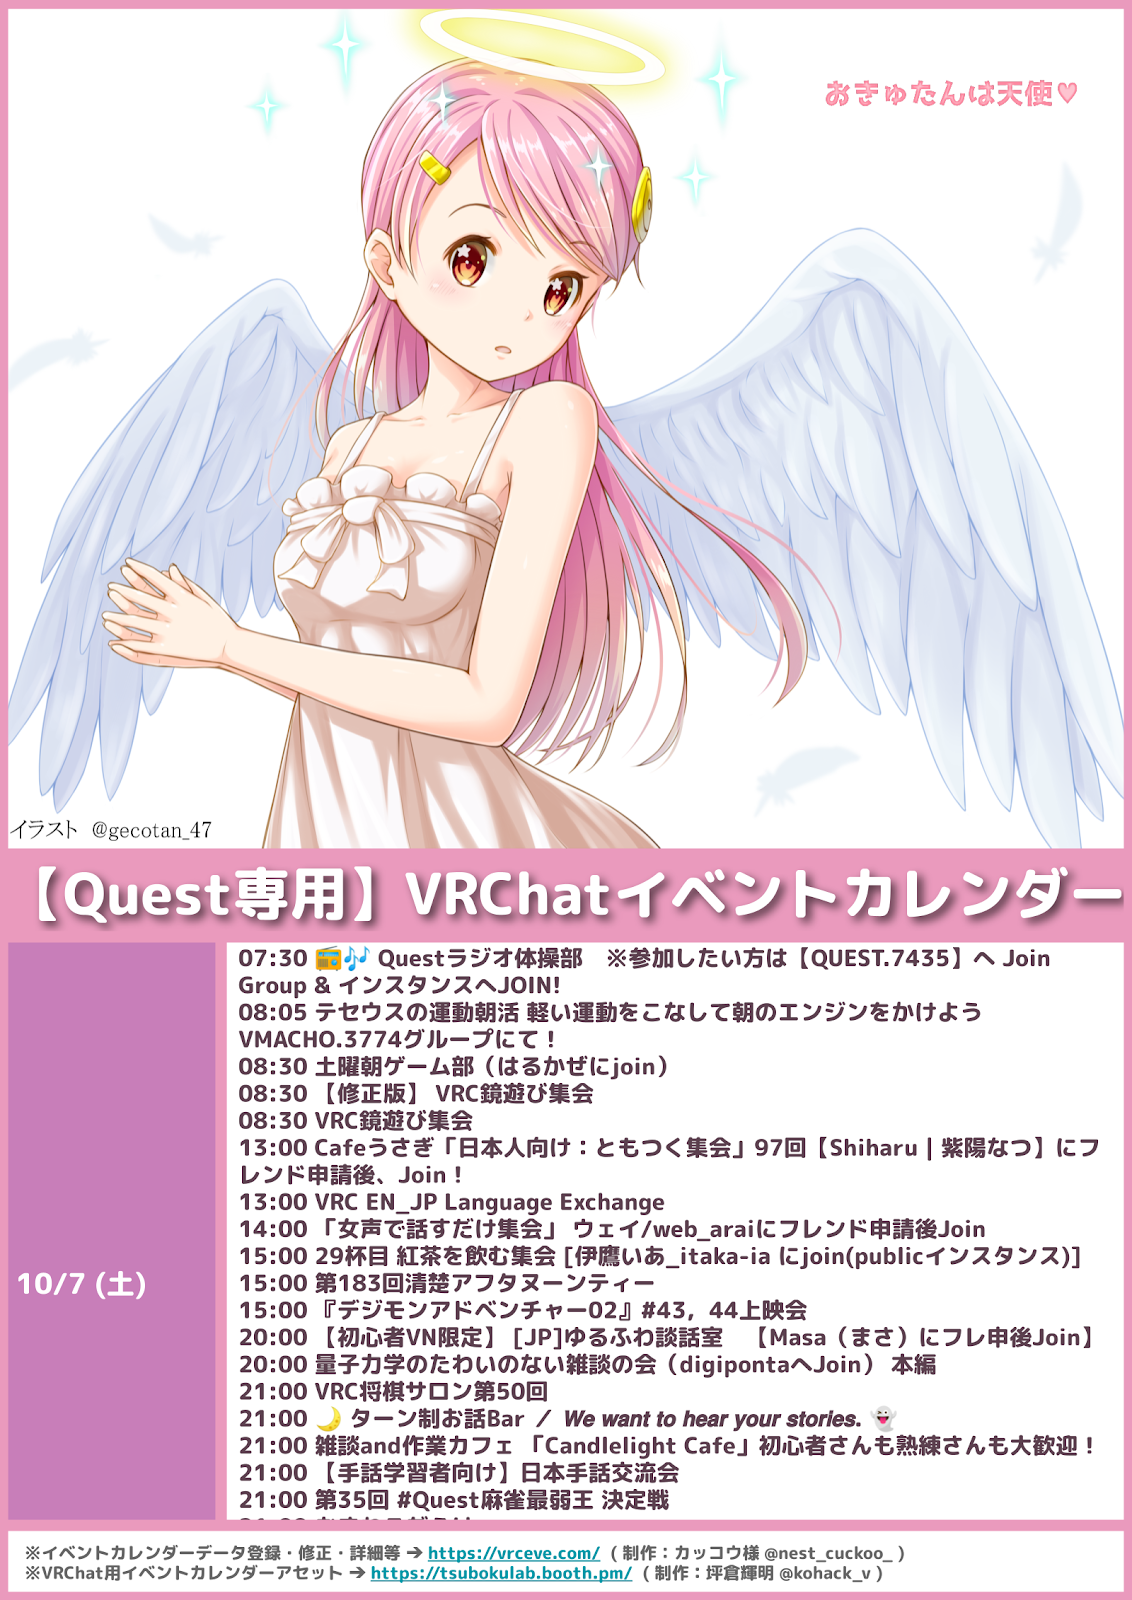 おきゅたんは天使♥
イラスト @gecotan_47
【Quest専用】VRChatイベントカレンダー
10/7 (土)
07:30 📻🎶 Questラジオ体操部　※参加したい方は【QUEST.7435】へ Join
Group & インスタンスへJOIN!
08:05 テセウスの運動朝活 軽い運動をこなして朝のエンジンをかけよう
VMACHO.3774グループにて！
08:30 土曜朝ゲーム部（はるかぜにjoin）
08:30 【修正版】 VRC鏡遊び集会
08:30 VRC鏡遊び集会
13:00 Cafeうさぎ「日本人向け：ともつく集会」97回【Shiharu | 紫陽なつ】にフ
レンド申請後、Join！
13:00 VRC EN_JP Language Exchange
14:00 「女声で話すだけ集会」 ウェイ/web_araiにフレンド申請後Join
15:00 29杯目 紅茶を飲む集会 [伊鷹いあ_itaka-ia にjoin(publicインスタンス)]
15:00 第183回清楚アフタヌーンティー
15:00 『デジモンアドベンチャー02』#43，44上映会
20:00 【初心者VN限定】 [JP]ゆるふわ談話室　【Masa（まさ）にフレ申後Join】
20:00 量子力学のたわいのない雑談の会（digipontaへJoin） 本編
21:00 VRC将棋サロン第50回
21:00 🌙 ターン制お話Bar ／ We want to hear your stories. 👻
21:00 雑談and作業カフェ 「Candlelight Cafe」初心者さんも熟練さんも大歓迎！
21:00 【手話学習者向け】日本手話交流会
21:00 第35回 #Quest麻雀最弱王 決定戦
※イベントカレンダーデータ登録・修正・詳細等 ➔ https://vrceve.com/ ( 制作：カッコウ様 @nest_cuckoo_ )
※VRChat用イベントカレンダーアセット ➔ https://tsubokulab.booth.pm/ ( 制作：坪倉輝明 @kohack_v )